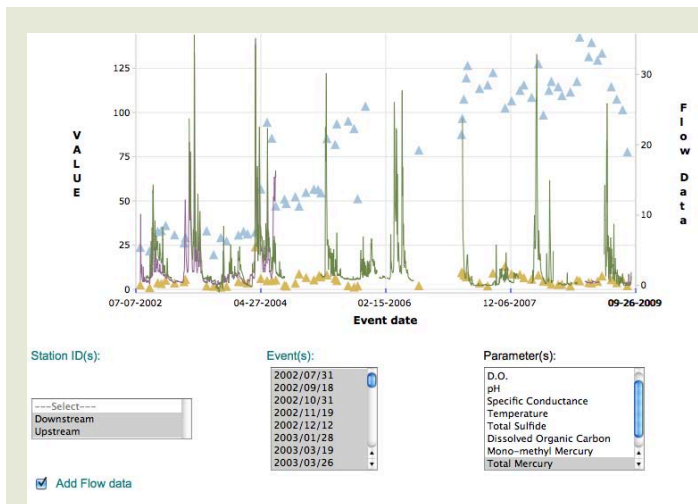 125
100
75
50
25
0
VALUE
30
20
10
0
Flow Data
07-07-2002
04-27-2004
02-15-2006
12-06-2007
09-26-2009
Event date
Station ID(s):
---Select---
Downstream
Upstream
Event(s):
2002/07/31
2002/09/18
2002/10/31
2002/11/19
2002/12/12
2003/01/28
2003/03/19
2003/03/26
Parameter(s):
D.O.
pH
Specific Conductance
Temperature
Total Sulfide
Dissolved Organic Carbon
Mono-methyl Mercury
Total Mercury
Add Flow data